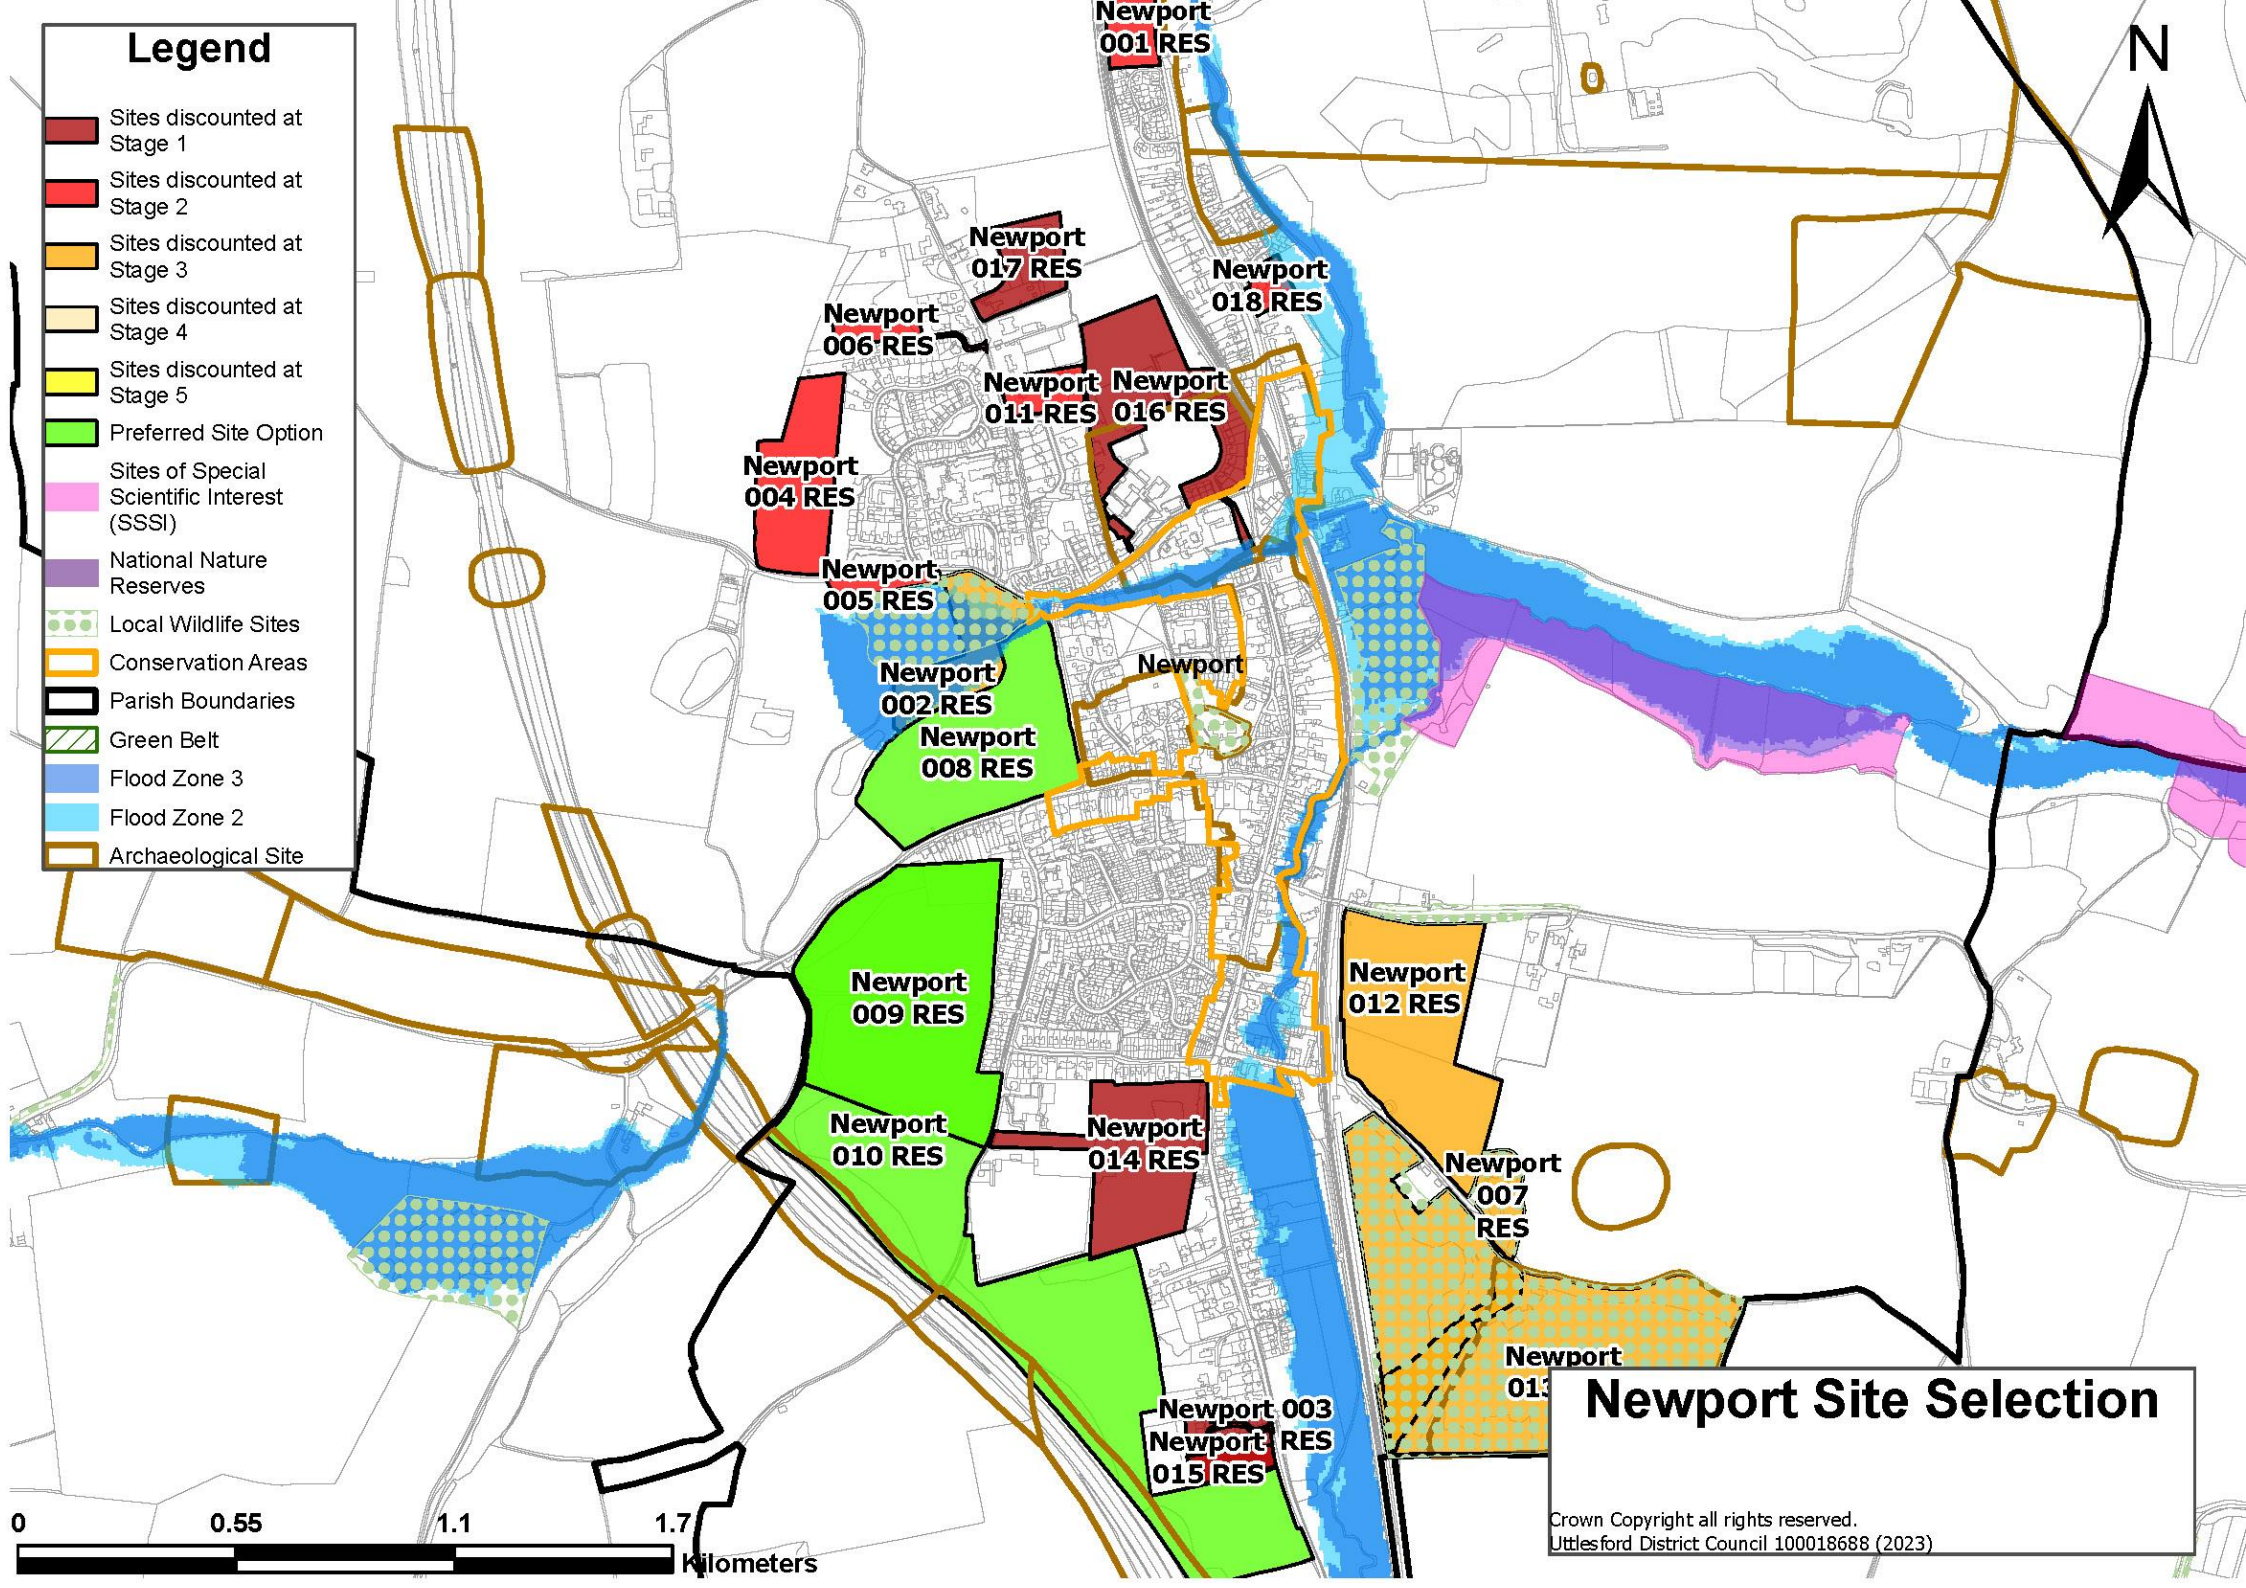 Legend
Sites discounted at
Stage 1
Sites discounted at
Stage 2
Sites discounted at
Stage 3
Sites discounted at
Stage 4
Sites discounted at
Stage 5
Preferred Site Option
Sites of Special
Scientific Interest
(SSSI)
National Nature
Reserves
Local Wildlife Sites
Conservation Areas
Parish Boundaries
Green Belt
Flood Zone 3
Flood Zone 2
Archaeological Site
N
Newport
001 RES
Newport
017 RES
Newport
018 RES
Newport
006 RES
Newport
011 RES
Newport
016 RES
Newport
004 RES
Newport
005 RES
Newport
Newport
002 RES
Newport
008 RES
Newport
009 RES
Newport
012 RES
Newport
010 RES
Newport
014 RES
Newport
007
RES
Newport
Newport 003
RES
Newport
015 RES
Newport Site Selection
Crown Copyright all rights reserved.
Uttlesford District Council 100018688 (2023)
0 0.55 1.1 1.7
Kilometers